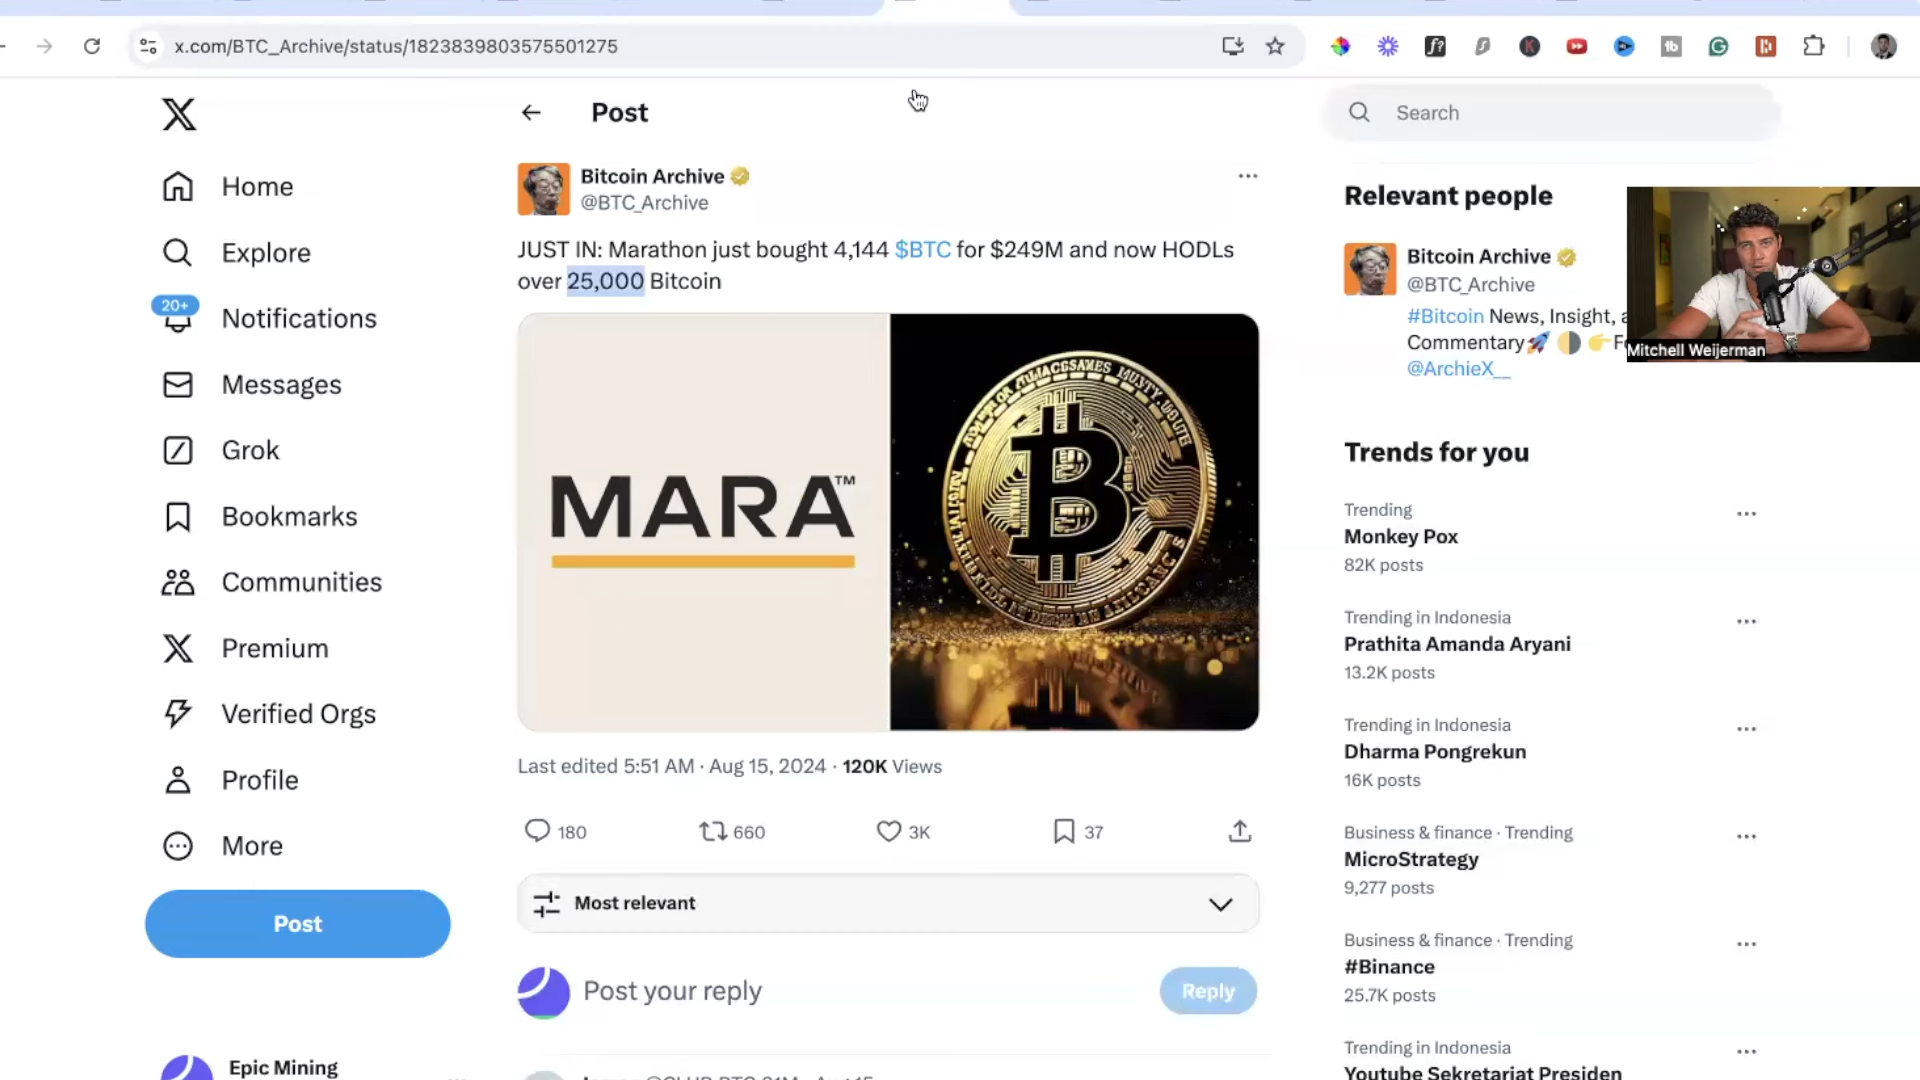 x.com/BTC_Archive/status/1823839803575501275
Post
Search
Home
Explore
20+
Notifications
Messages
Grok
Bookmarks
Communities
Premium
Verified Orgs
Profile
More
Post
Epic Mining
Bitcoin Archive
@BTC_Archive
JUST IN: Marathon just bought 4,144 $BTC for $249M and now HODLs
over 25,000 Bitcoin
MARA™
Last edited 5:51 AM · Aug 15, 2024 · 120K Views
180
660
3K
37
Most relevant
Post your reply
Reply
Relevant people
Bitcoin Archive
@BTC_Archive
#Bitcoin News, Insight,
Commentary
@ArchieX__
Mitchell Weijerman
Trends for you
Trending
Monkey Pox
82K posts
Trending in Indonesia
Prathita Amanda Aryani
13.2K posts
Trending in Indonesia
Dharma Pongrekun
16K posts
Business & finance · Trending
MicroStrategy
9,277 posts
Business & finance · Trending
#Binance
25.7K posts
Trending in Indonesia
Youtube Sekretariat Presiden